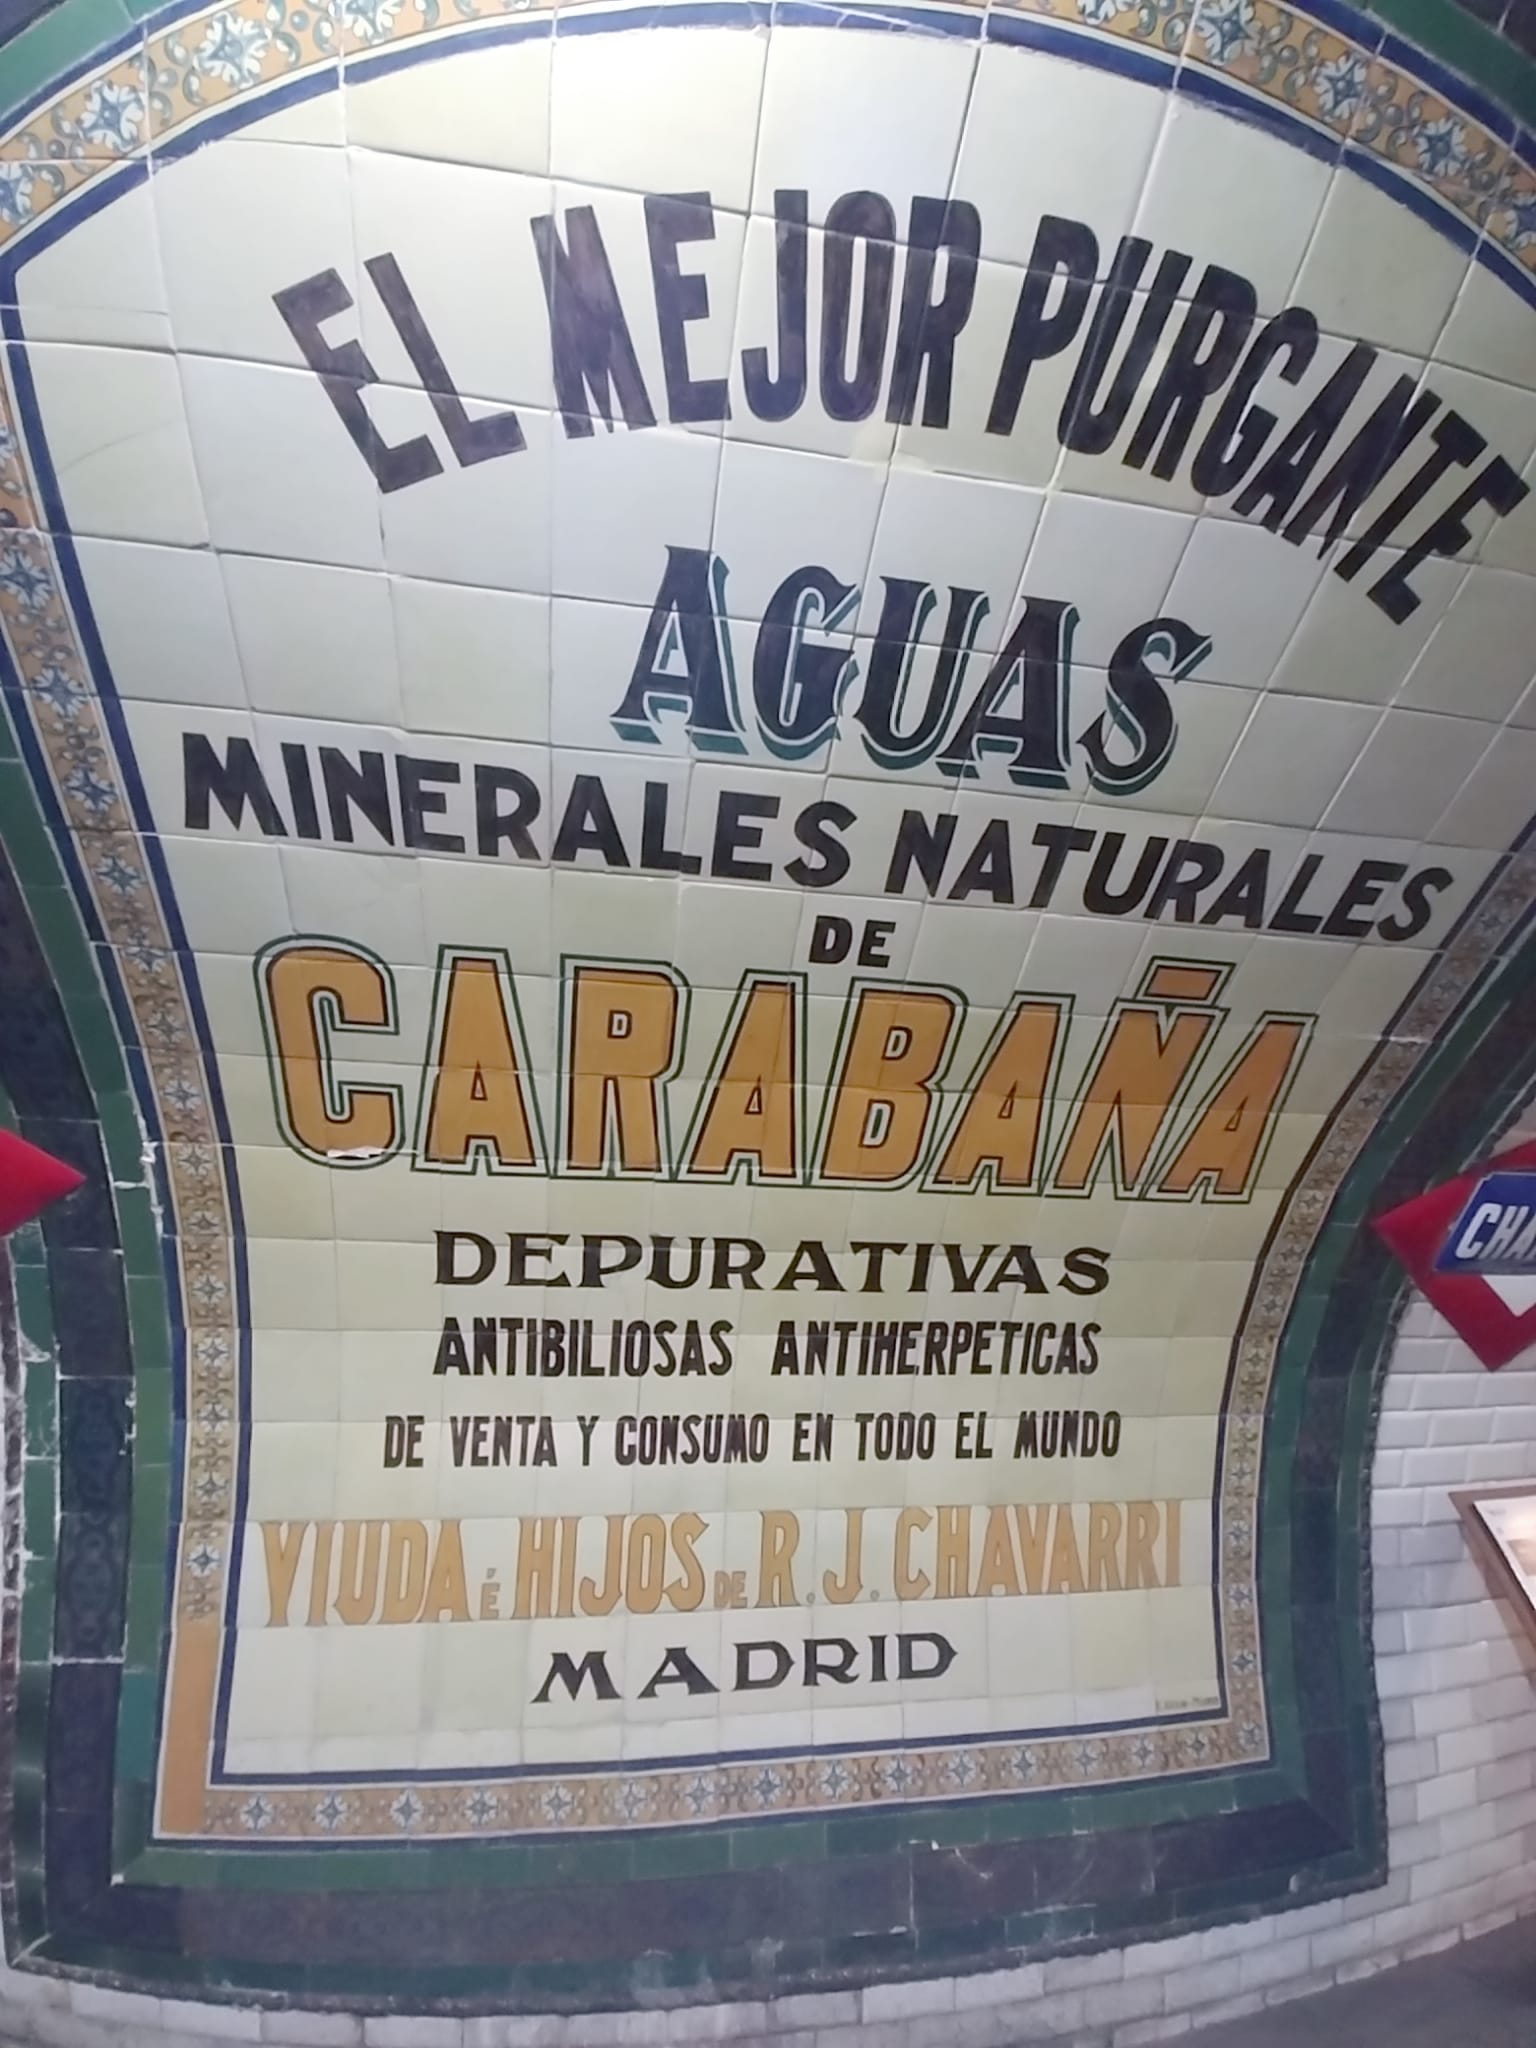 EL MEJOR PURGANTE
AGUAS
MINERALES NATURALES
DE
CARABAÑA
DEPURATIVAS
ANTIBILIOSAS ANTIHERPETICAS
DE VENTA Y CONSUMO EN TODO EL MUNDO
VIUDA É HIJOS DE R. J. CHAVARRI
MADRID
CHA